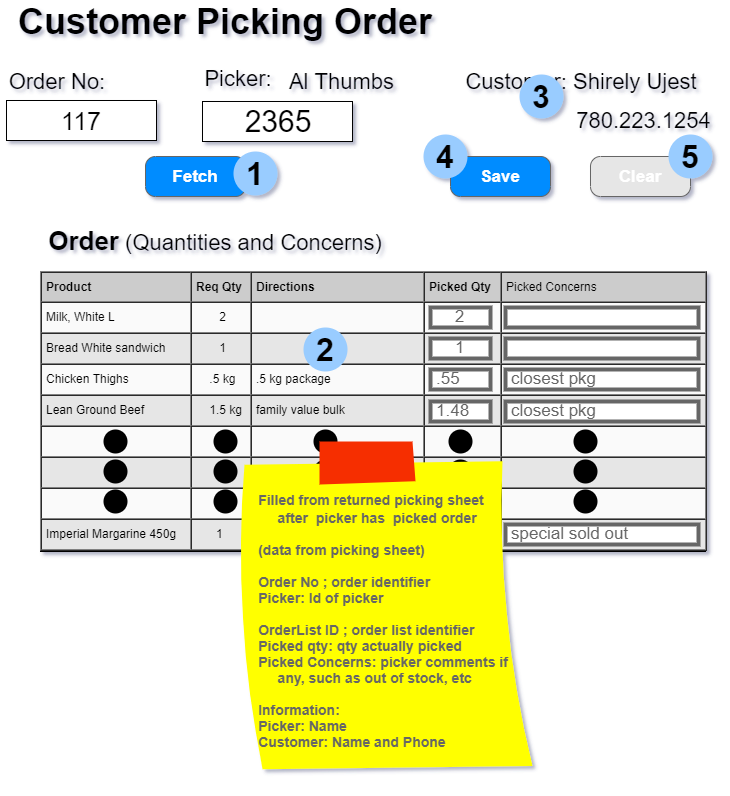 Customer Picking Order
Order No: Picker: Al Thumbs Customer: Shirely Ujest
3
117 2365 780.223.1254
Fetch 1 4 Save Clear 5
Order (Quantities and Concerns)
Product Req Qty Directions Picked Qty Picked Concerns
Milk, White L 2 2
Bread White sandwich 1 2 1
Chicken Thighs .5 kg .5 kg package .55 closest pkg
Lean Ground Beef 1.5 kg family value bulk 1.48 closest pkg
Imperial Margarine 450g 1 special sold out
Filled from returned picking sheet
after picker has picked order
(data from picking sheet)
Order No ; order identifier
Picker: Id of picker
OrderList ID ; order list identifier
Picked qty: qty actually picked
Picked Concerns: picker comments if
any, such as out of stock, etc
Information:
Picker: Name
Customer: Name and Phone